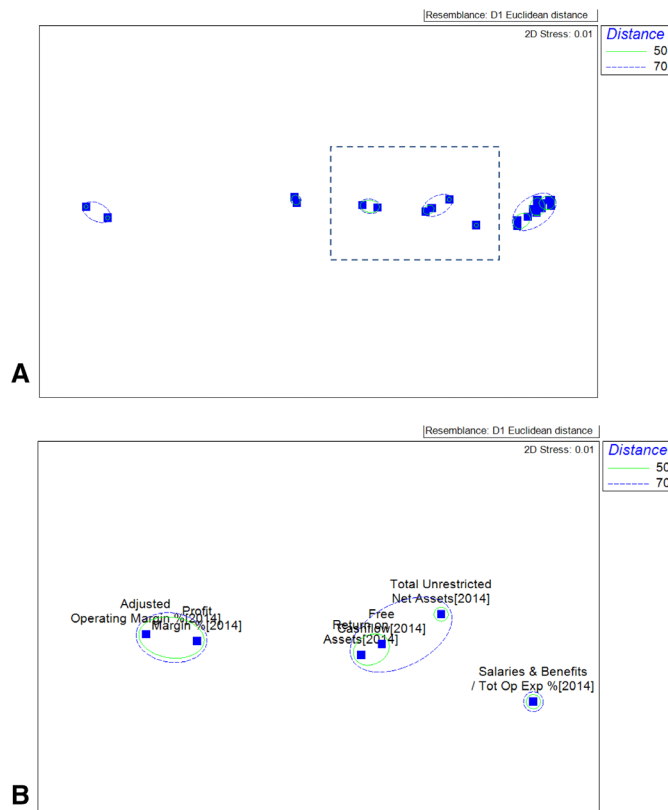 Resemblance: D1 Euclidean distance
2D Stress: 0.01
Distance
50
70
A
Resemblance: D1 Euclidean distance
2D Stress: 0.01
Distance
50
70
Total Unrestricted
Net Assets[2014]
Adjusted
Operating Margin %[2014]
Profit
Margin %[2014]
Free
Cashflow[2014]
Return on
Assets[2014]
Salaries & Benefits
/ Tot Op Exp %[2014]
B